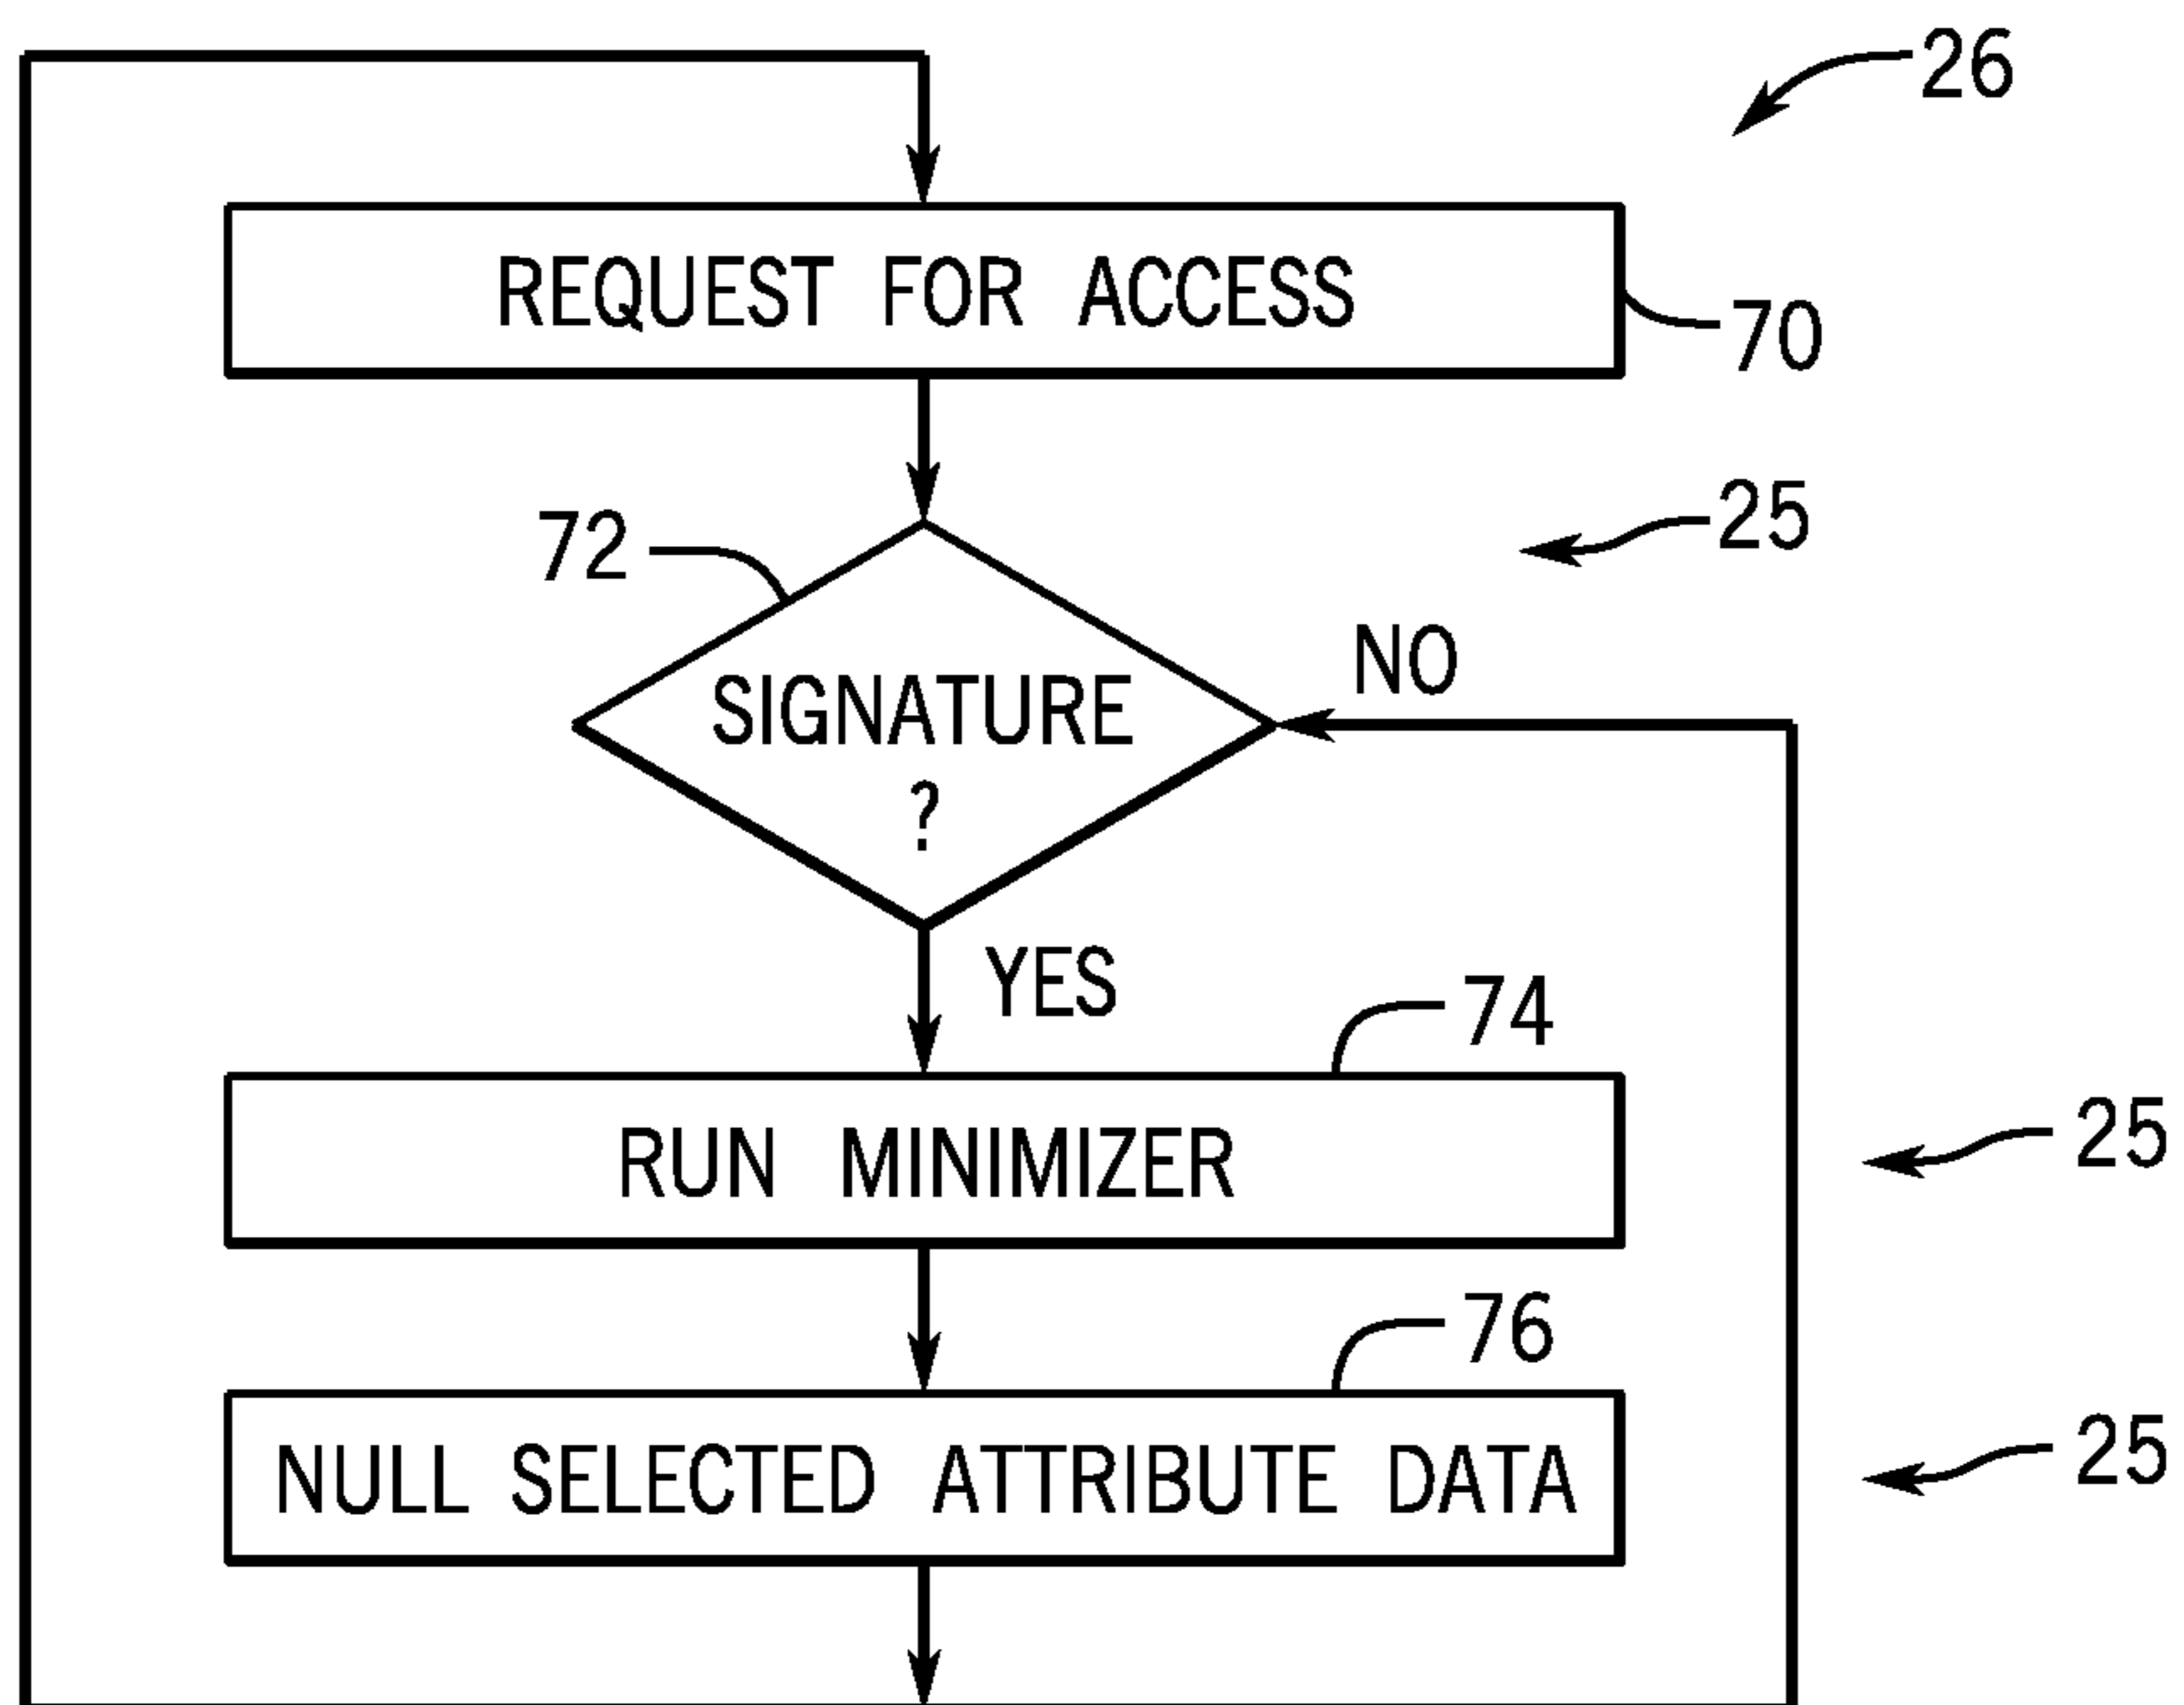 26
REQUEST FOR ACCESS
70
25
72
NO
SIGNATURE
?
YES
74
RUN MINIMIZER
25
76
NULL SELECTED ATTRIBUTE DATA
25